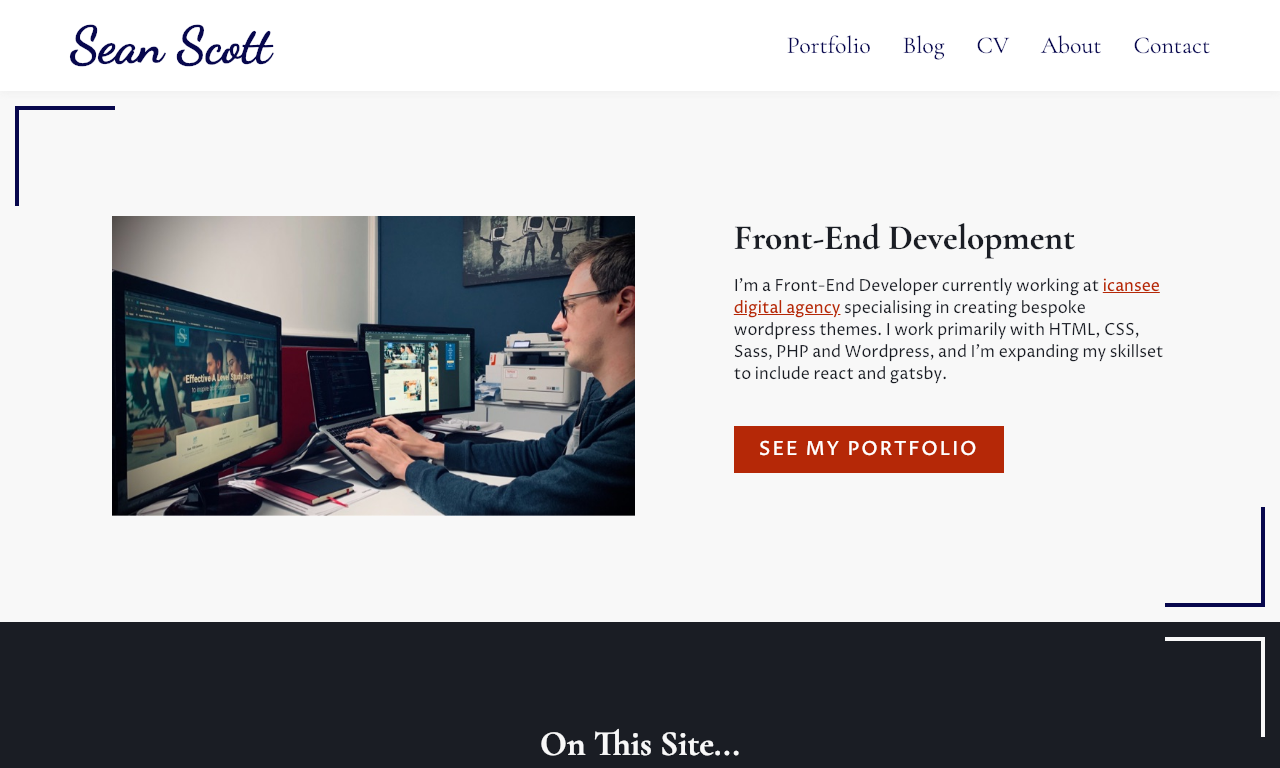 Sean Scott
Portfolio Blog CV About Contact
Front-End Development
I'm a Front-End Developer currently working at icansee
digital agency specialising in creating bespoke
wordpress themes. I work primarily with HTML, CSS,
Sass, PHP and Wordpress, and I'm expanding my skillset
to include react and gatsby.
SEE MY PORTFOLIO
Effective A Level Study Days
On This Site...